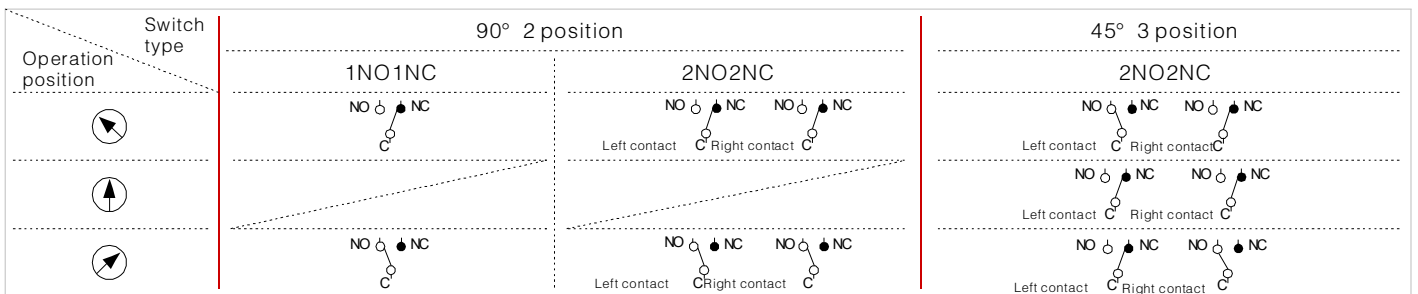 Switch type
Operation position
90° 2 position
45° 3 position
1NO1NC
2NO2NC
2NO2NC
NO NC
C
NO NC NO NC
Left contact C Right contact C
NO NC NO NC
Left contact C Right contact C
NO NC NO NC
Left contact C Right contact C
NO NC
C
NO NC NO NC
Left contact C Right contact C
NO NC NO NC
Left contact C Right contact C